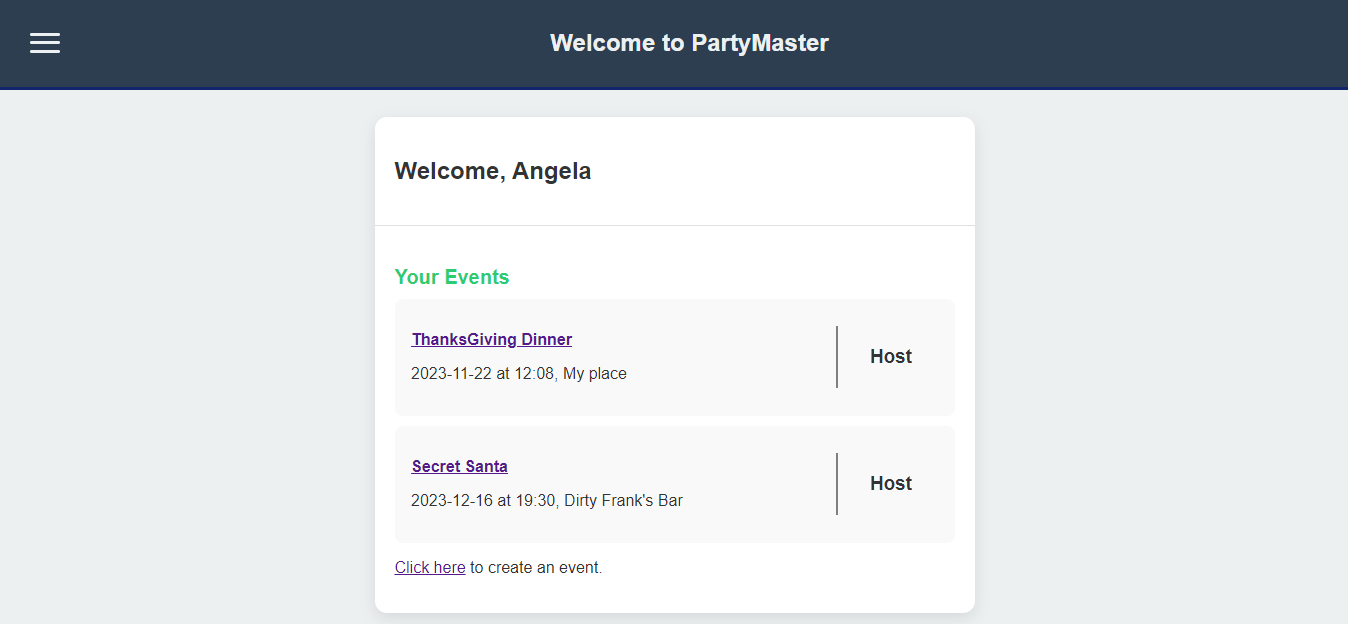 Welcome to PartyMaster
Welcome, Angela
Your Events
ThanksGiving Dinner
2023-11-22 at 12:08, My place
Host
Secret Santa
2023-12-16 at 19:30, Dirty Frank's Bar
Host
Click here to create an event.